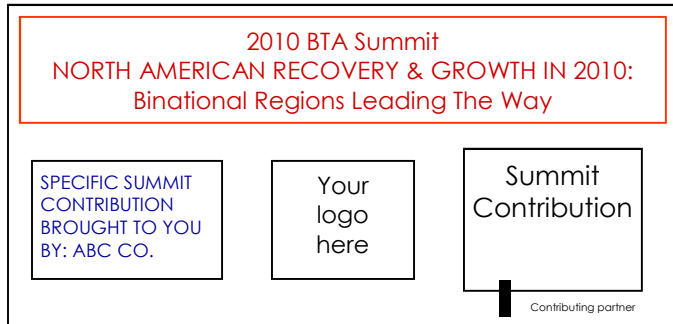 2010 BTA Summit
NORTH AMERICAN RECOVERY & GROWTH IN 2010:
Binational Regions Leading The Way
SPECIFIC SUMMIT
CONTRIBUTION
BROUGHT TO YOU
BY: ABC CO.
Your
logo
here
Summit
Contribution
Contributing partner